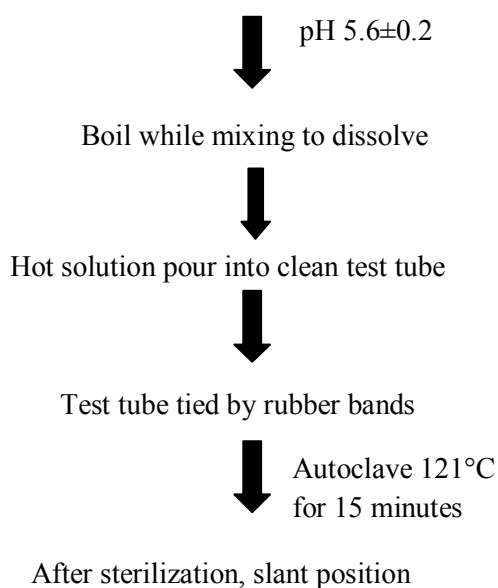 pH 5.6±0.2
Boil while mixing to dissolve
Hot solution pour into clean test tube
Test tube tied by rubber bands
Autoclave 121°C
for 15 minutes
After sterilization, slant position